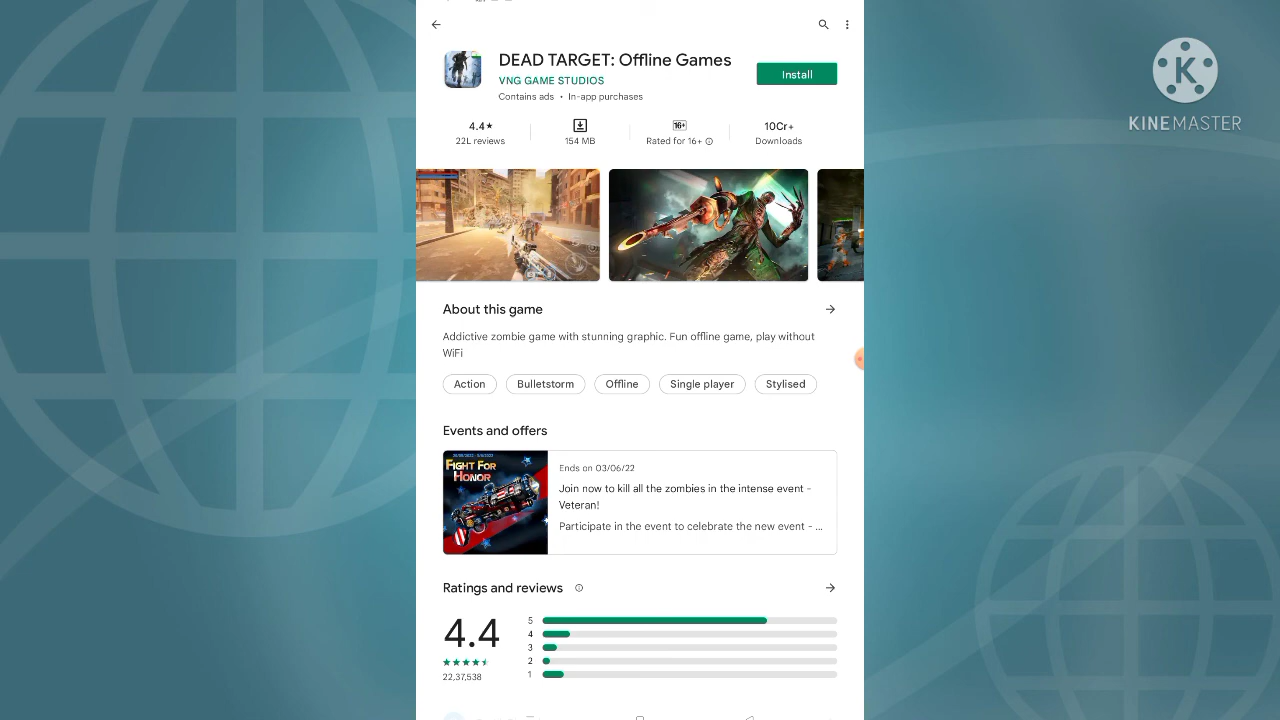 DEAD TARGET: Offline Games
VNG GAME STUDIOS
Contains ads • In-app purchases
Install
4.4★
22L reviews
154 MB
16+
Rated for 16+
10Cr+
Downloads
K
KINEMASTER
About this game
Addictive zombie game with stunning graphic. Fun offline game, play without
WiFi
Action
Bulletstorm
Offline
Single player
Stylised
Events and offers
FIGHT FOR
HONOR
Ends on 03/06/22
Join now to kill all the zombies in the intense event -
Veteran!
Participate in the event to celebrate the new event - ...
Ratings and reviews
4.4
22,37,538
5
4
3
2
1